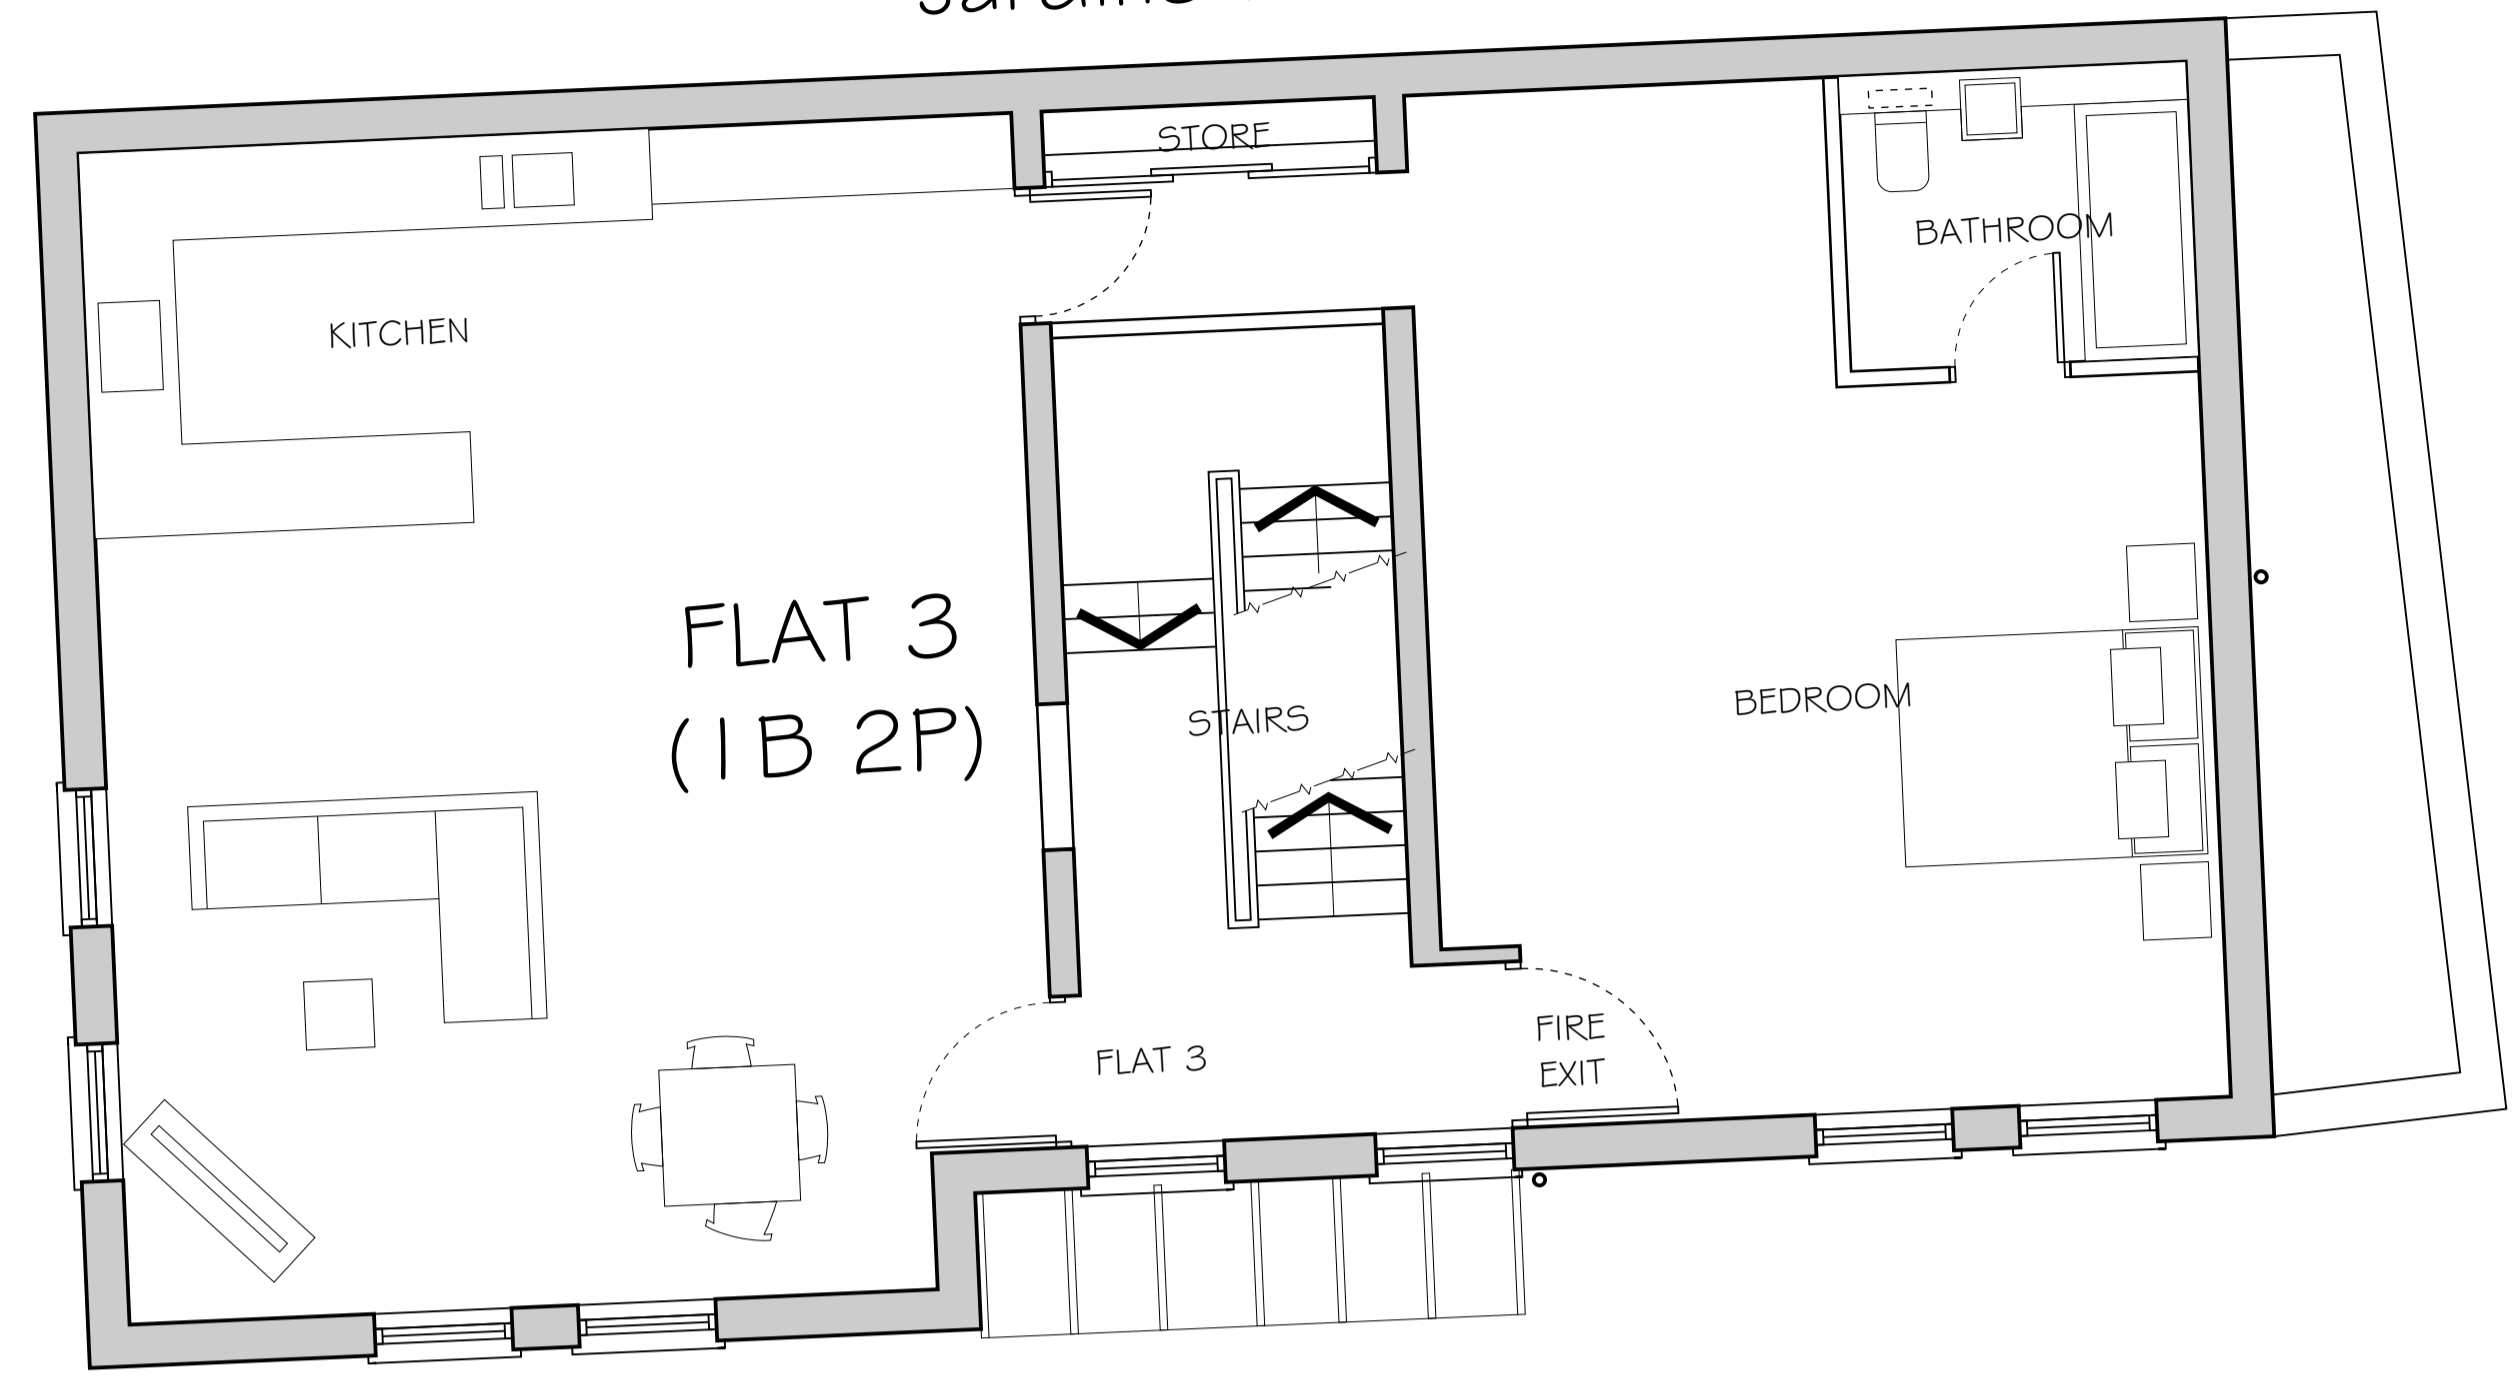 STORE
BATHROOM
KITCHEN
FLAT 3
(1B 2P)
STAIRS
BEDROOM
FLAT 3
FIRE
EXIT